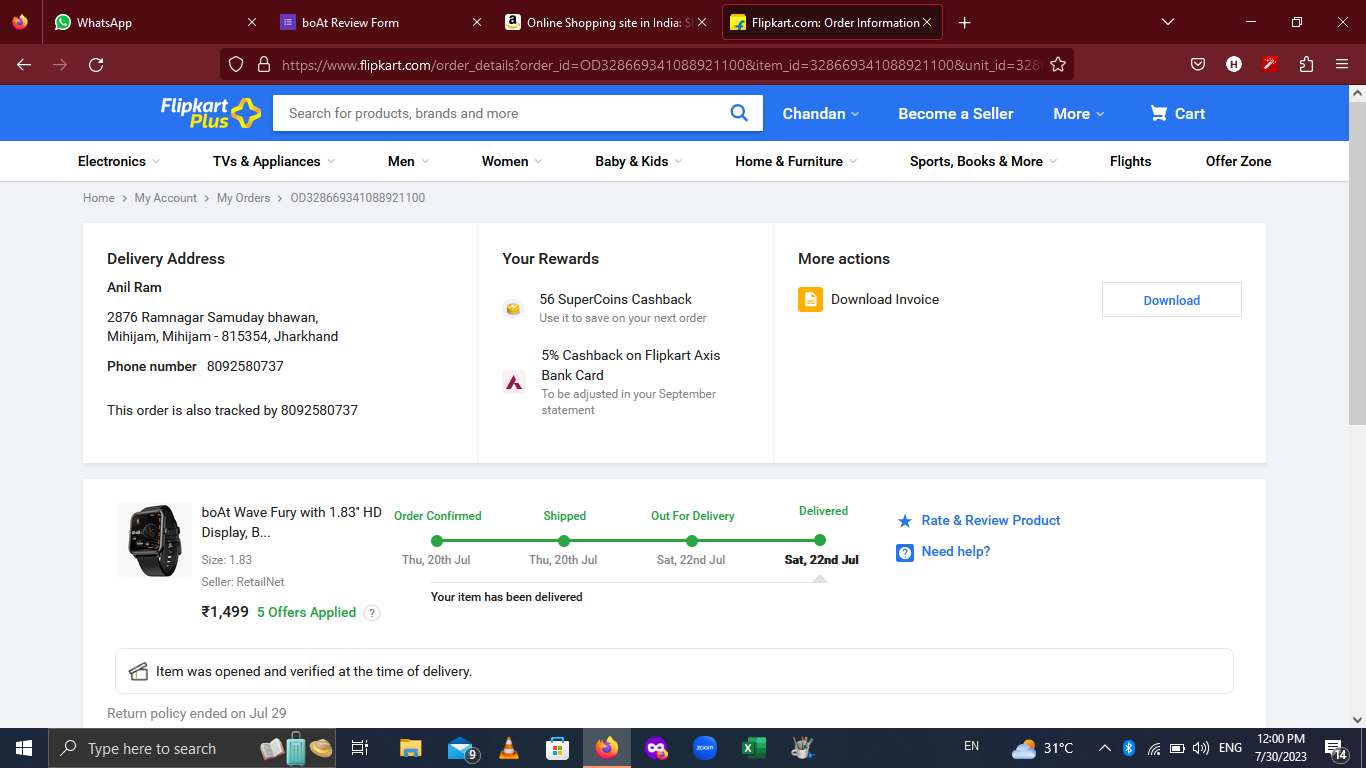 WhatsApp
boAt Review Form
Online Shopping site in India: S
Flipkart.com: Order Information
https://www.flipkart.com/order_details?order_id=OD328669341088921100&item_id=328669341088921100&unit_id=328
H
Flipkart
Plus
Search for products, brands and more
Chandan
Become a Seller
More
Cart
Electronics
TVs & Appliances
Men
Women
Baby & Kids
Home & Furniture
Sports, Books & More
Flights
Offer Zone
Home > My Account > My Orders > OD328669341088921100
Delivery Address
Anil Ram
2876 Ramnagar Samuday bhawan,
Mihijam, Mihijam - 815354, Jharkhand
Phone number 8092580737
This order is also tracked by 8092580737
Your Rewards
56 SuperCoins Cashback
Use it to save on your next order
5% Cashback on Flipkart Axis
Bank Card
To be adjusted in your September
statement
More actions
Download Invoice
Download
boAt Wave Fury with 1.83" HD
Display, B...
Size: 1.83
Seller: RetailNet
₹1,499 5 Offers Applied ?
Order Confirmed
Shipped
Out For Delivery
Delivered
Thu, 20th Jul
Thu, 20th Jul
Sat, 22nd Jul
Sat, 22nd Jul
Your item has been delivered
Rate & Review Product
? Need help?
Item was opened and verified at the time of delivery.
Return policy ended on Jul 29
Type here to search
9
zoom
EN
31°C
ENG
12:00 PM
7/30/2023
14